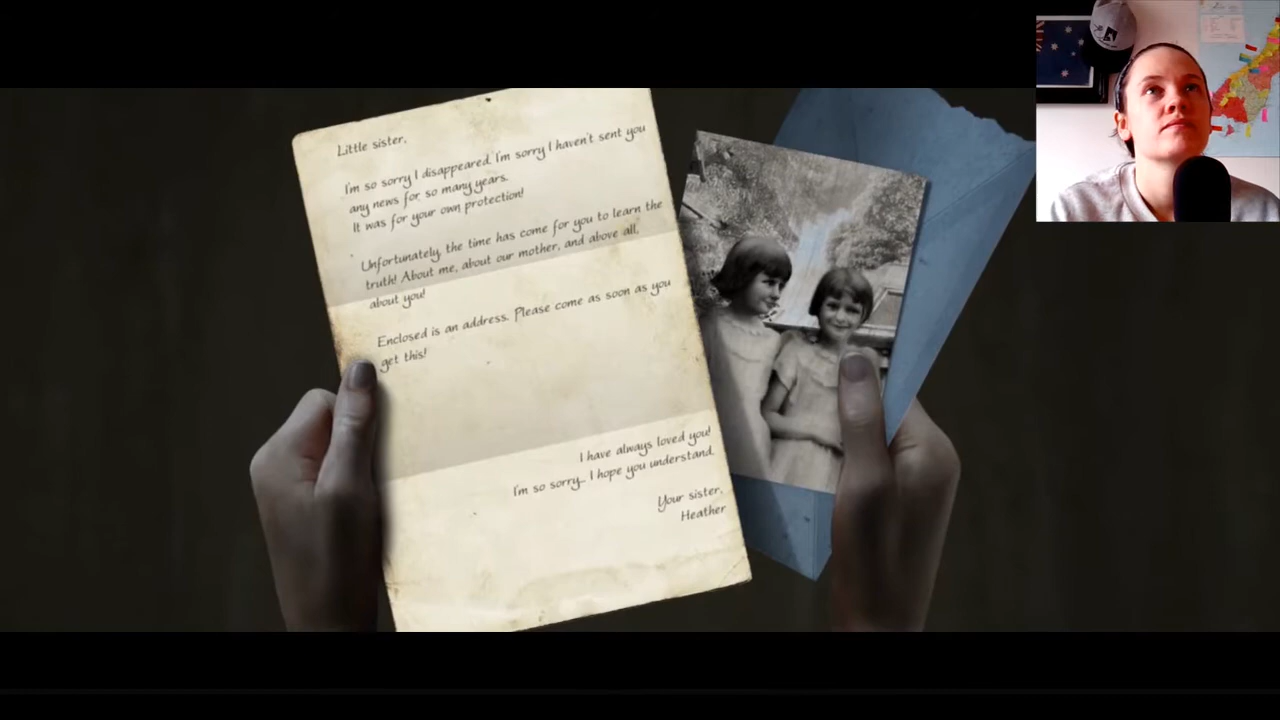 Little sister,
I'm so sorry I disappeared. I'm sorry I haven't sent you
any news for so many years.
It was for your own protection!
Unfortunately, the time has come for you to learn the
truth! About me, about our mother, and above all,
about you!
Enclosed is an address. Please come as soon as you
get this!
I have always loved you!
I'm so sorry... I hope you understand.
Your sister,
Heather